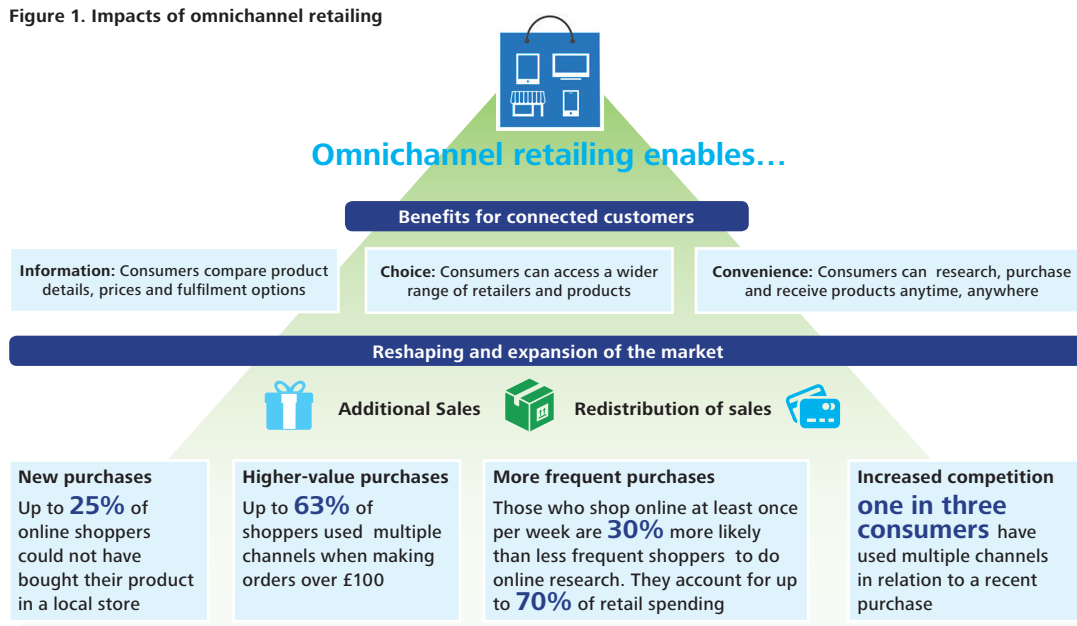 Figure 1. Impacts of omnichannel retailing
Omnichannel retailing enables…
Benefits for connected customers
Information: Consumers compare product
details, prices and fulfilment options
Choice: Consumers can access a wider
range of retailers and products
Convenience: Consumers can research, purchase
and receive products anytime, anywhere
Reshaping and expansion of the market
Additional Sales
Redistribution of sales
New purchases
Up to 25% of
online shoppers
could not have
bought their product
in a local store
Higher-value purchases
Up to 63% of
shoppers used multiple
channels when making
orders over £100
More frequent purchases
Those who shop online at least once
per week are 30% more likely
than less frequent shoppers to do
online research. They account for up
to 70% of retail spending
Increased competition
one in three
consumers have
used multiple channels
in relation to a recent
purchase